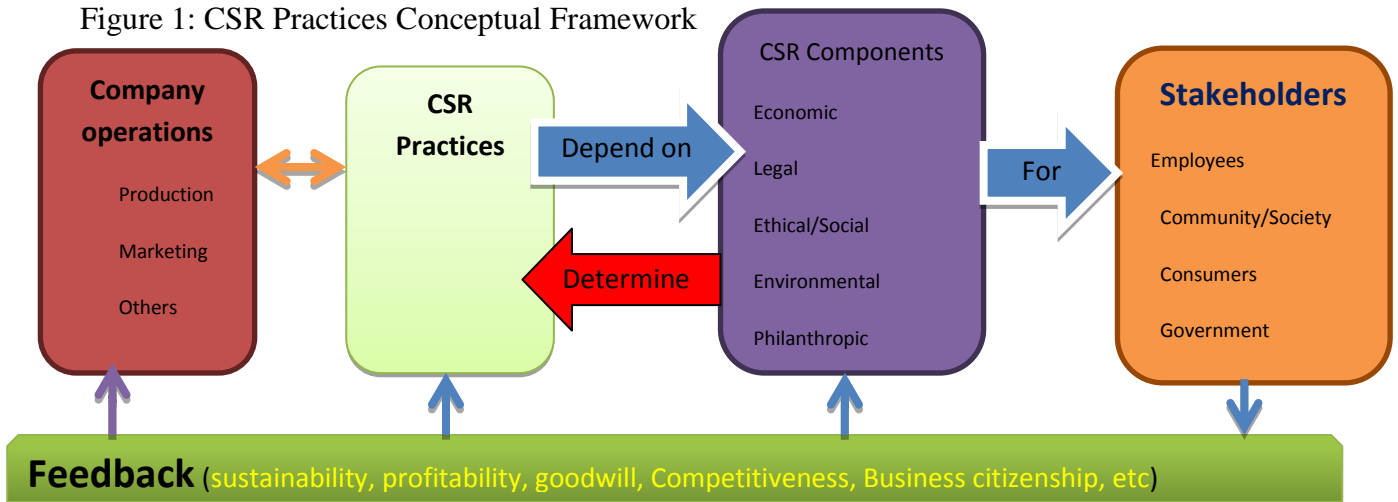 Figure 1: CSR Practices Conceptual Framework
Company
operations
Production
Marketing
Others
CSR
Practices
Depend on
Determine
CSR Components
Economic
Legal
Ethical/Social
Environmental
Philanthropic
For
Stakeholders
Employees
Community/Society
Consumers
Government
Feedback (sustainability, profitability, goodwill, Competitiveness, Business citizenship, etc)